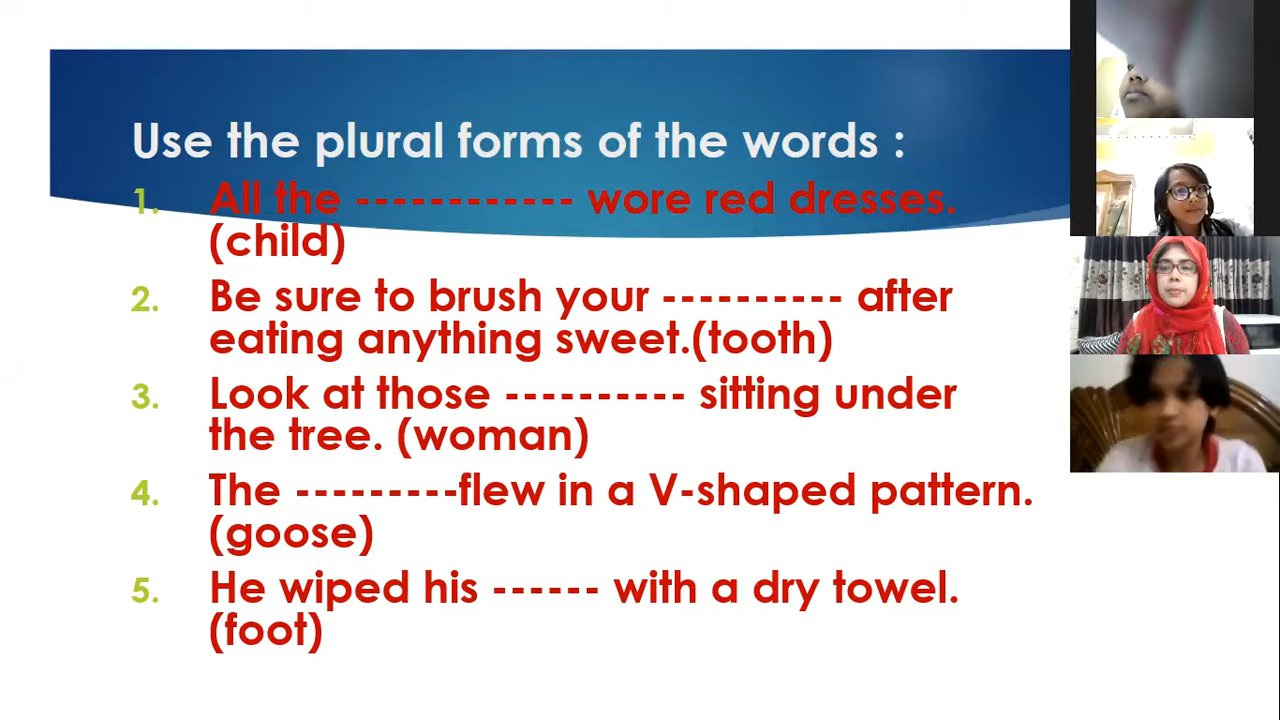 Use the plural forms of the words :
1. All the ------------ wore red dresses.
(child)
2. Be sure to brush your ---------- after
eating anything sweet.(tooth)
3. Look at those ---------- sitting under
the tree. (woman)
4. The ---------flew in a V-shaped pattern.
(goose)
5. He wiped his ------ with a dry towel.
(foot)